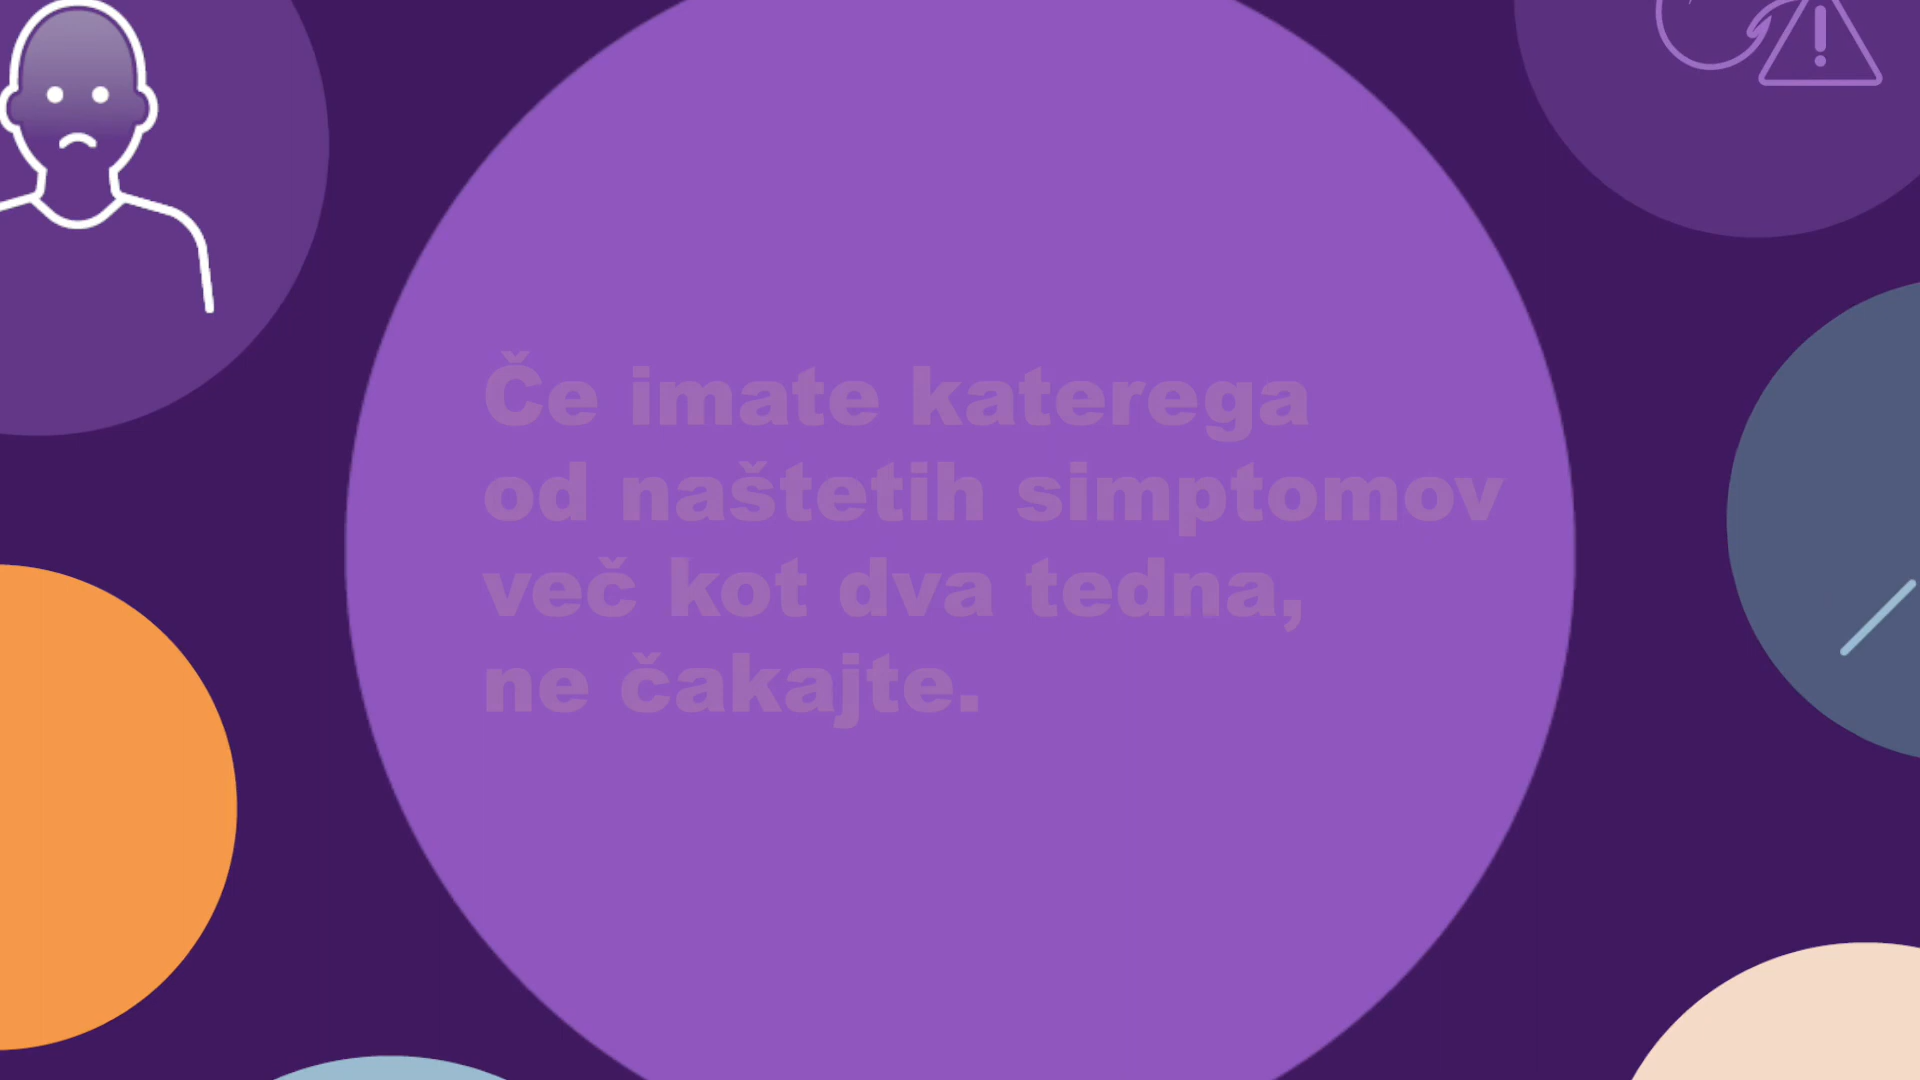 Če imate katerega
od naštetih simptomov
več kot dva tedna,
ne čakajte.